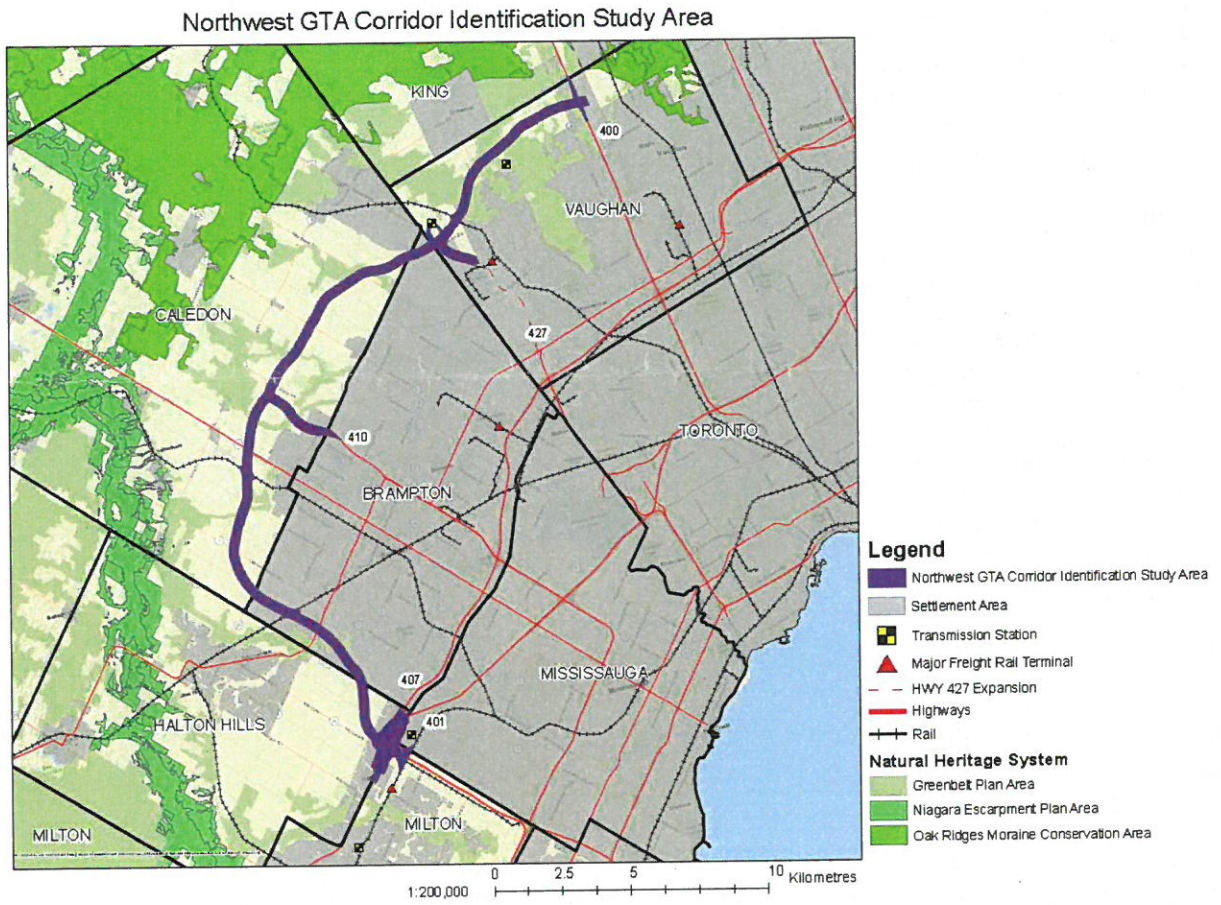 Northwest GTA Corridor Identification Study Area
KING
400
VAUGHAN
CALEDON
427
410
TORONTO
BRAMPTON
MISSISSAUGA
407
401
HALTON HILLS
MILTON
MILTON
Legend
Northwest GTA Corridor Identification Study Area
Settlement Area
Transmission Station
Major Freight Rail Terminal
HWY 427 Expansion
Highways
Rail
Natural Heritage System
Greenbelt Plan Area
Niagara Escarpment Plan Area
Oak Ridges Moraine Conservation Area
1:200,000
0 2.5 5 10 Kilometres